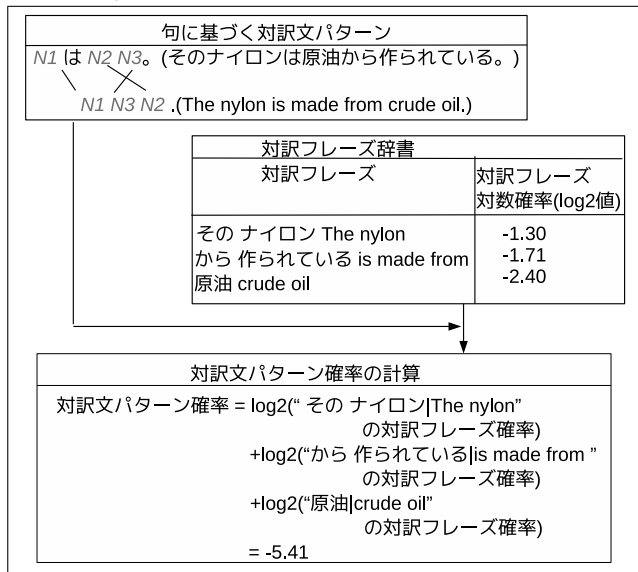 句に基づく対訳文パターン
N1 は N2 N3。(そのナイロンは原油から作られている。)
N1 N3 N2 .(The nylon is made from crude oil.)
対訳フレーズ辞書
対訳フレーズ
対訳フレーズ
対数確率(log2値)
その ナイロン The nylon -1.30
から 作られている is made from -1.71
原油 crude oil -2.40
対訳文パターン確率の計算
対訳文パターン確率 = log2(“ その ナイロン|The nylon”
の対訳フレーズ確率)
+log2(“から 作られている|is made from ”
の対訳フレーズ確率)
+log2(“原油|crude oil”
の対訳フレーズ確率)
= -5.41